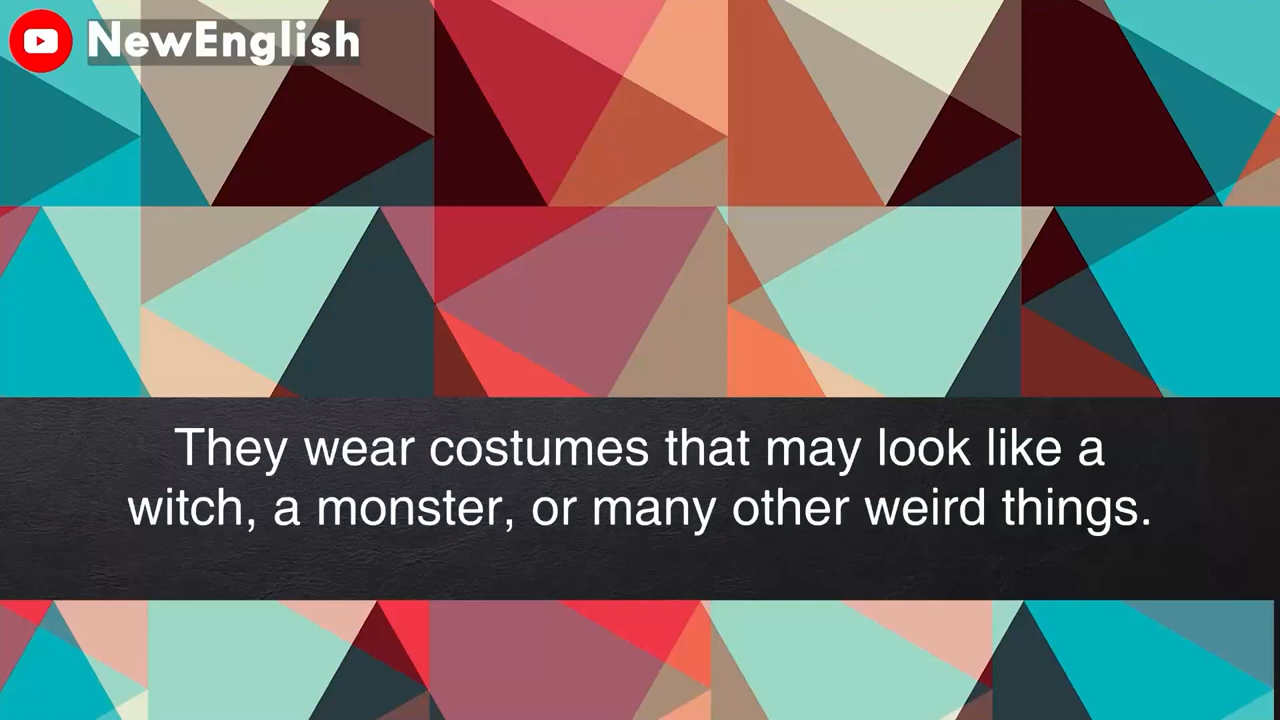 NewEnglish
They wear costumes that may look like a
witch, a monster, or many other weird things.